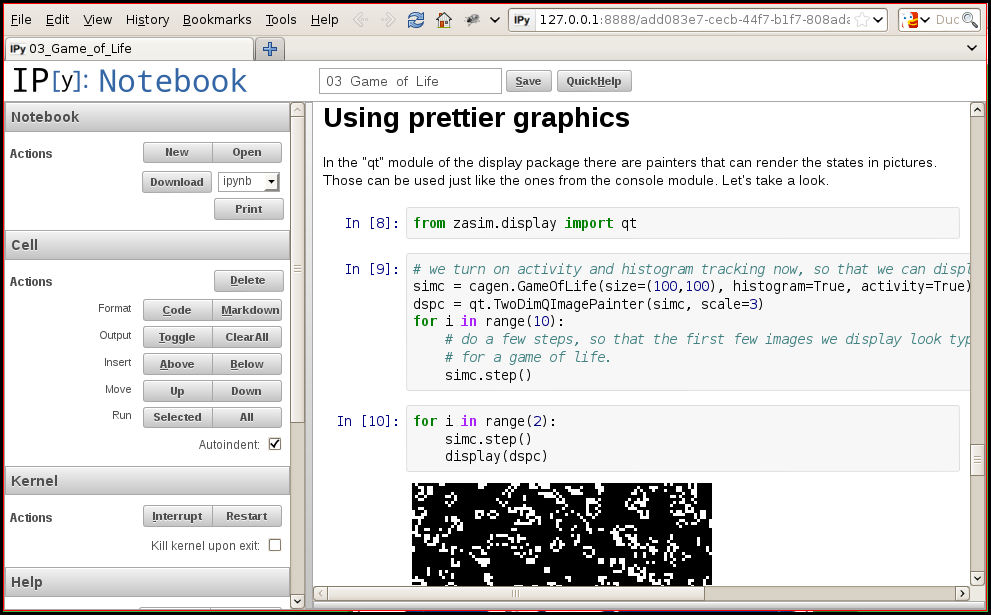 File Edit View History Bookmarks Tools Help
IPy 127.0.0.1:8888/add083e7-cecb-44f7-b1f7-808ada
Duc
IPy 03_Game_of_Life
IP[y]: Notebook
03 Game of Life
Save
QuickHelp
Notebook
Actions
New Open
Download ipynb
Print
Cell
Actions Delete
Format Code Markdown
Output Toggle ClearAll
Insert Above Below
Move Up Down
Run Selected All
Autoindent:
Kernel
Actions Interrupt Restart
Kill kernel upon exit:
Help
Using prettier graphics
In the "qt" module of the display package there are painters that can render the states in pictures.
Those can be used just like the ones from the console module. Let's take a look.
In [8]: from zasim.display import qt
In [9]: # we turn on activity and histogram tracking now, so that we can displ
simc = cagen.GameOfLife(size=(100,100), histogram=True, activity=True)
dspc = qt.TwoDimQImagePainter(simc, scale=3)
for i in range(10):
# do a few steps, so that the first few images we display look typ
# for a game of life.
simc.step()
In [10]: for i in range(2):
simc.step()
display(dspc)